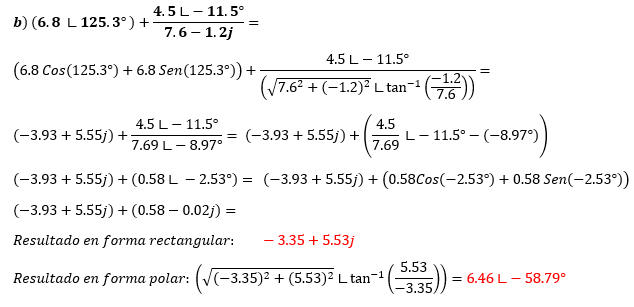 b) (6.8 ∟ 125.3°) + 4.5∟ − 11.5° / 7.6 − 1.2j =
(6.8 Cos(125.3°) + 6.8 Sen(125.3°)) + 4.5∟ − 11.5° / (√7.6² + (−1.2)² ∟ tan⁻¹ (−1.2 / 7.6)) =
(−3.93 + 5.55j) + 4.5∟ − 11.5° / 7.69∟ − 8.97° = (−3.93 + 5.55j) + (4.5 / 7.69 ∟ − 11.5° − (−8.97°))
(−3.93 + 5.55j) + (0.58∟ − 2.53°) = (−3.93 + 5.55j) + (0.58Cos(−2.53°) + 0.58 Sen(−2.53°))
(−3.93 + 5.55j) + (0.58 − 0.02j) =
Resultado en forma rectangular: − 3.35 + 5.53j
Resultado en forma polar: (√(−3.35)² + (5.53)² ∟ tan⁻¹ (5.53 / −3.35)) = 6.46∟ − 58.79°